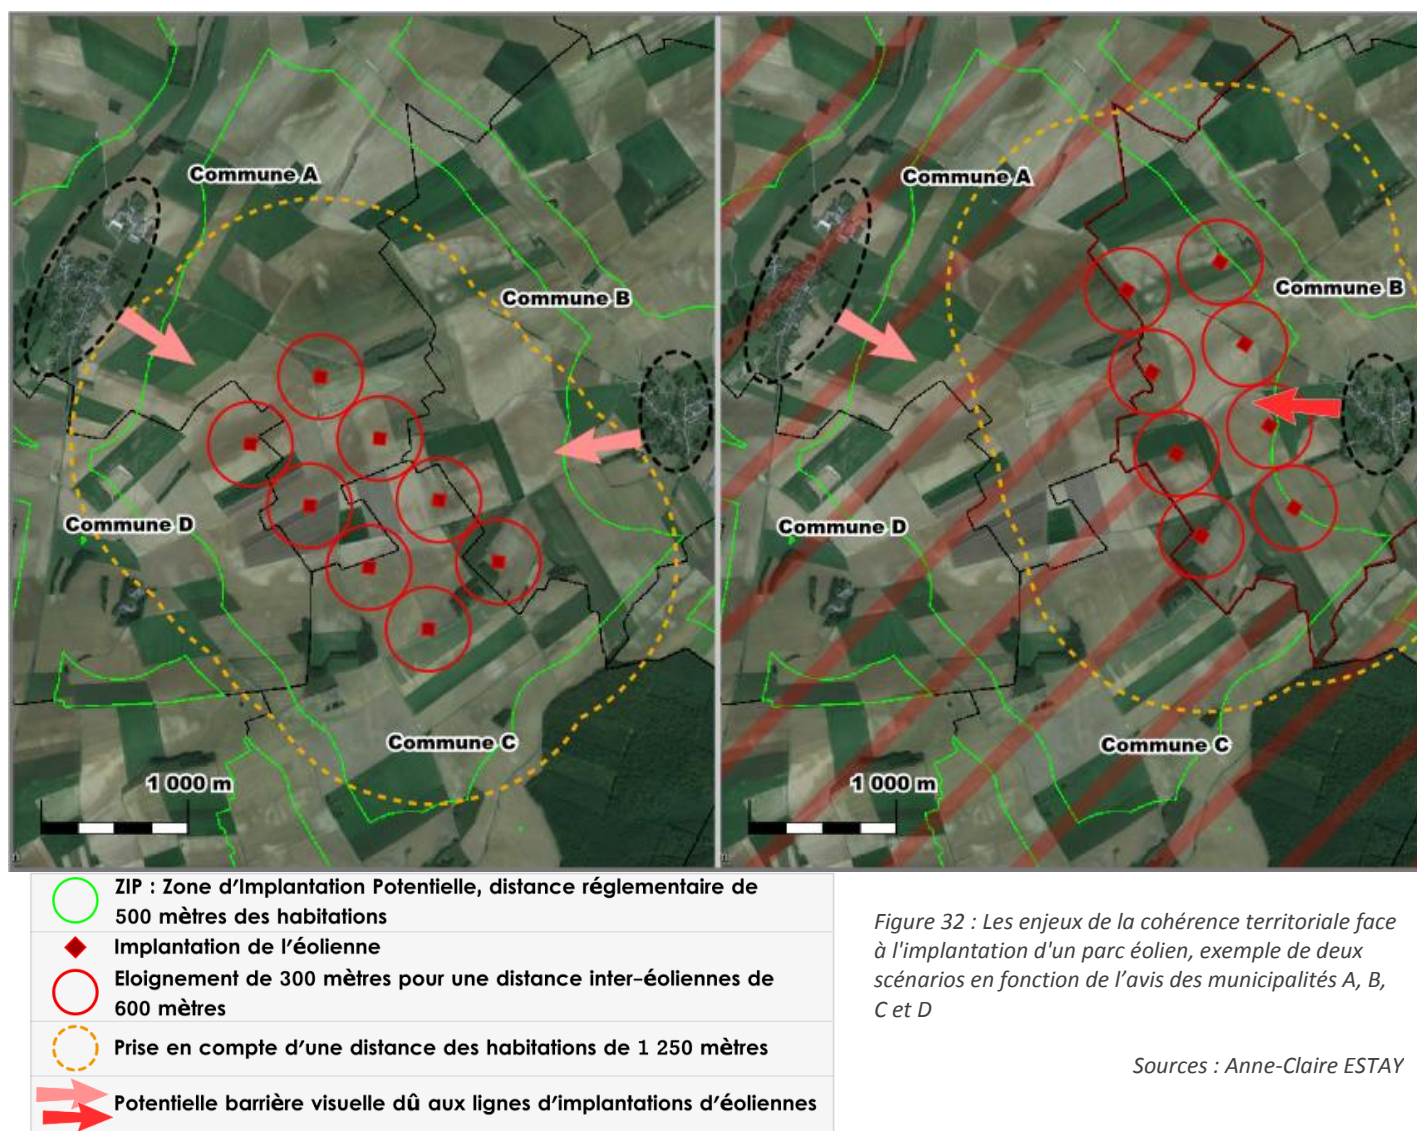 Commune A
Commune B
Commune D
Commune C
1 000 m
Commune A
Commune B
Commune D
Commune C
1 000 m
ZIP : Zone d'Implantation Potentielle, distance réglementaire de
500 mètres des habitations
Implantation de l'éolienne
Eloignement de 300 mètres pour une distance inter-éoliennes de
600 mètres
Prise en compte d'une distance des habitations de 1 250 mètres
Potentielle barrière visuelle dû aux lignes d'implantations d'éoliennes
Figure 32 : Les enjeux de la cohérence territoriale face
à l'implantation d'un parc éolien, exemple de deux
scénarios en fonction de l'avis des municipalités A, B,
C et D
Sources : Anne-Claire ESTAY